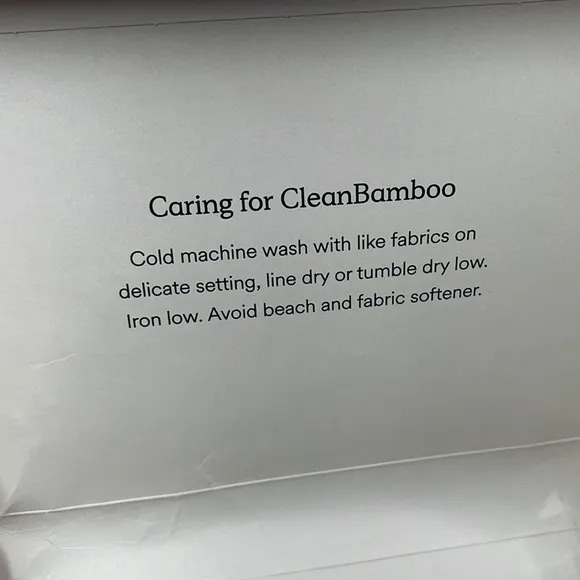 Caring for CleanBamboo
Cold machine wash with like fabrics on
delicate setting, line dry or tumble dry low.
Iron low. Avoid beach and fabric softener.